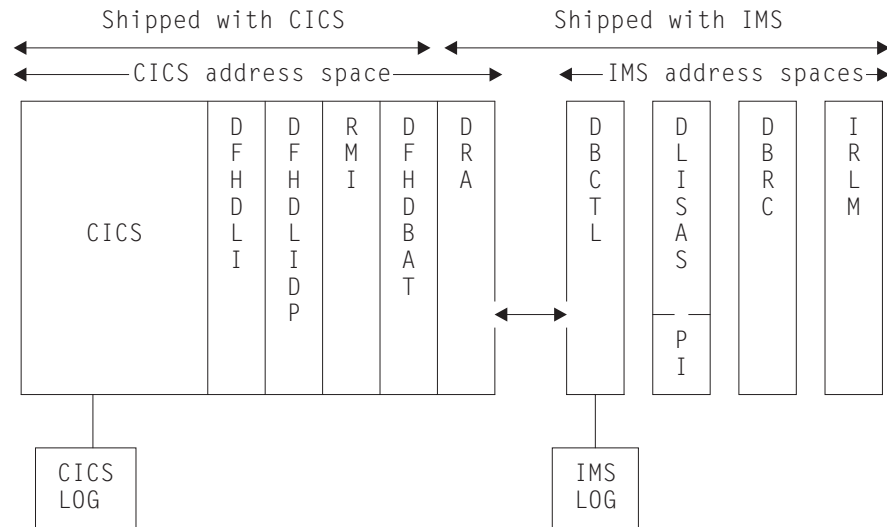 Shipped with CICS
Shipped with IMS
CICS address space
IMS address spaces
CICS
DFHDLI
DFHDLIDP
RMI
DFHDBAT
DRA
DBCTL
DLISAS
PI
DBRC
IRLM
CICS
LOG
IMS
LOG